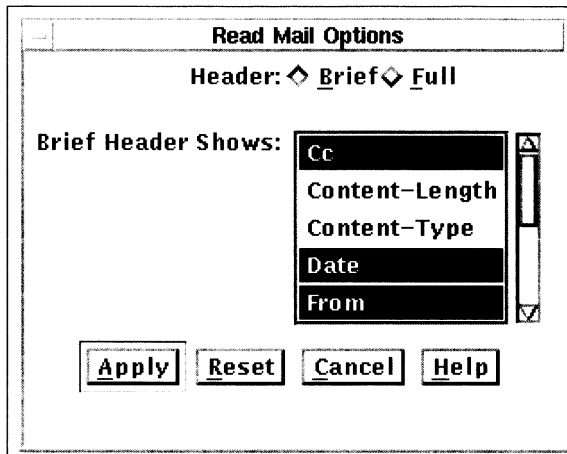 Read Mail Options
Header: Brief Full
Brief Header Shows:
Cc
Content-Length
Content-Type
Date
From
Apply Reset Cancel Help